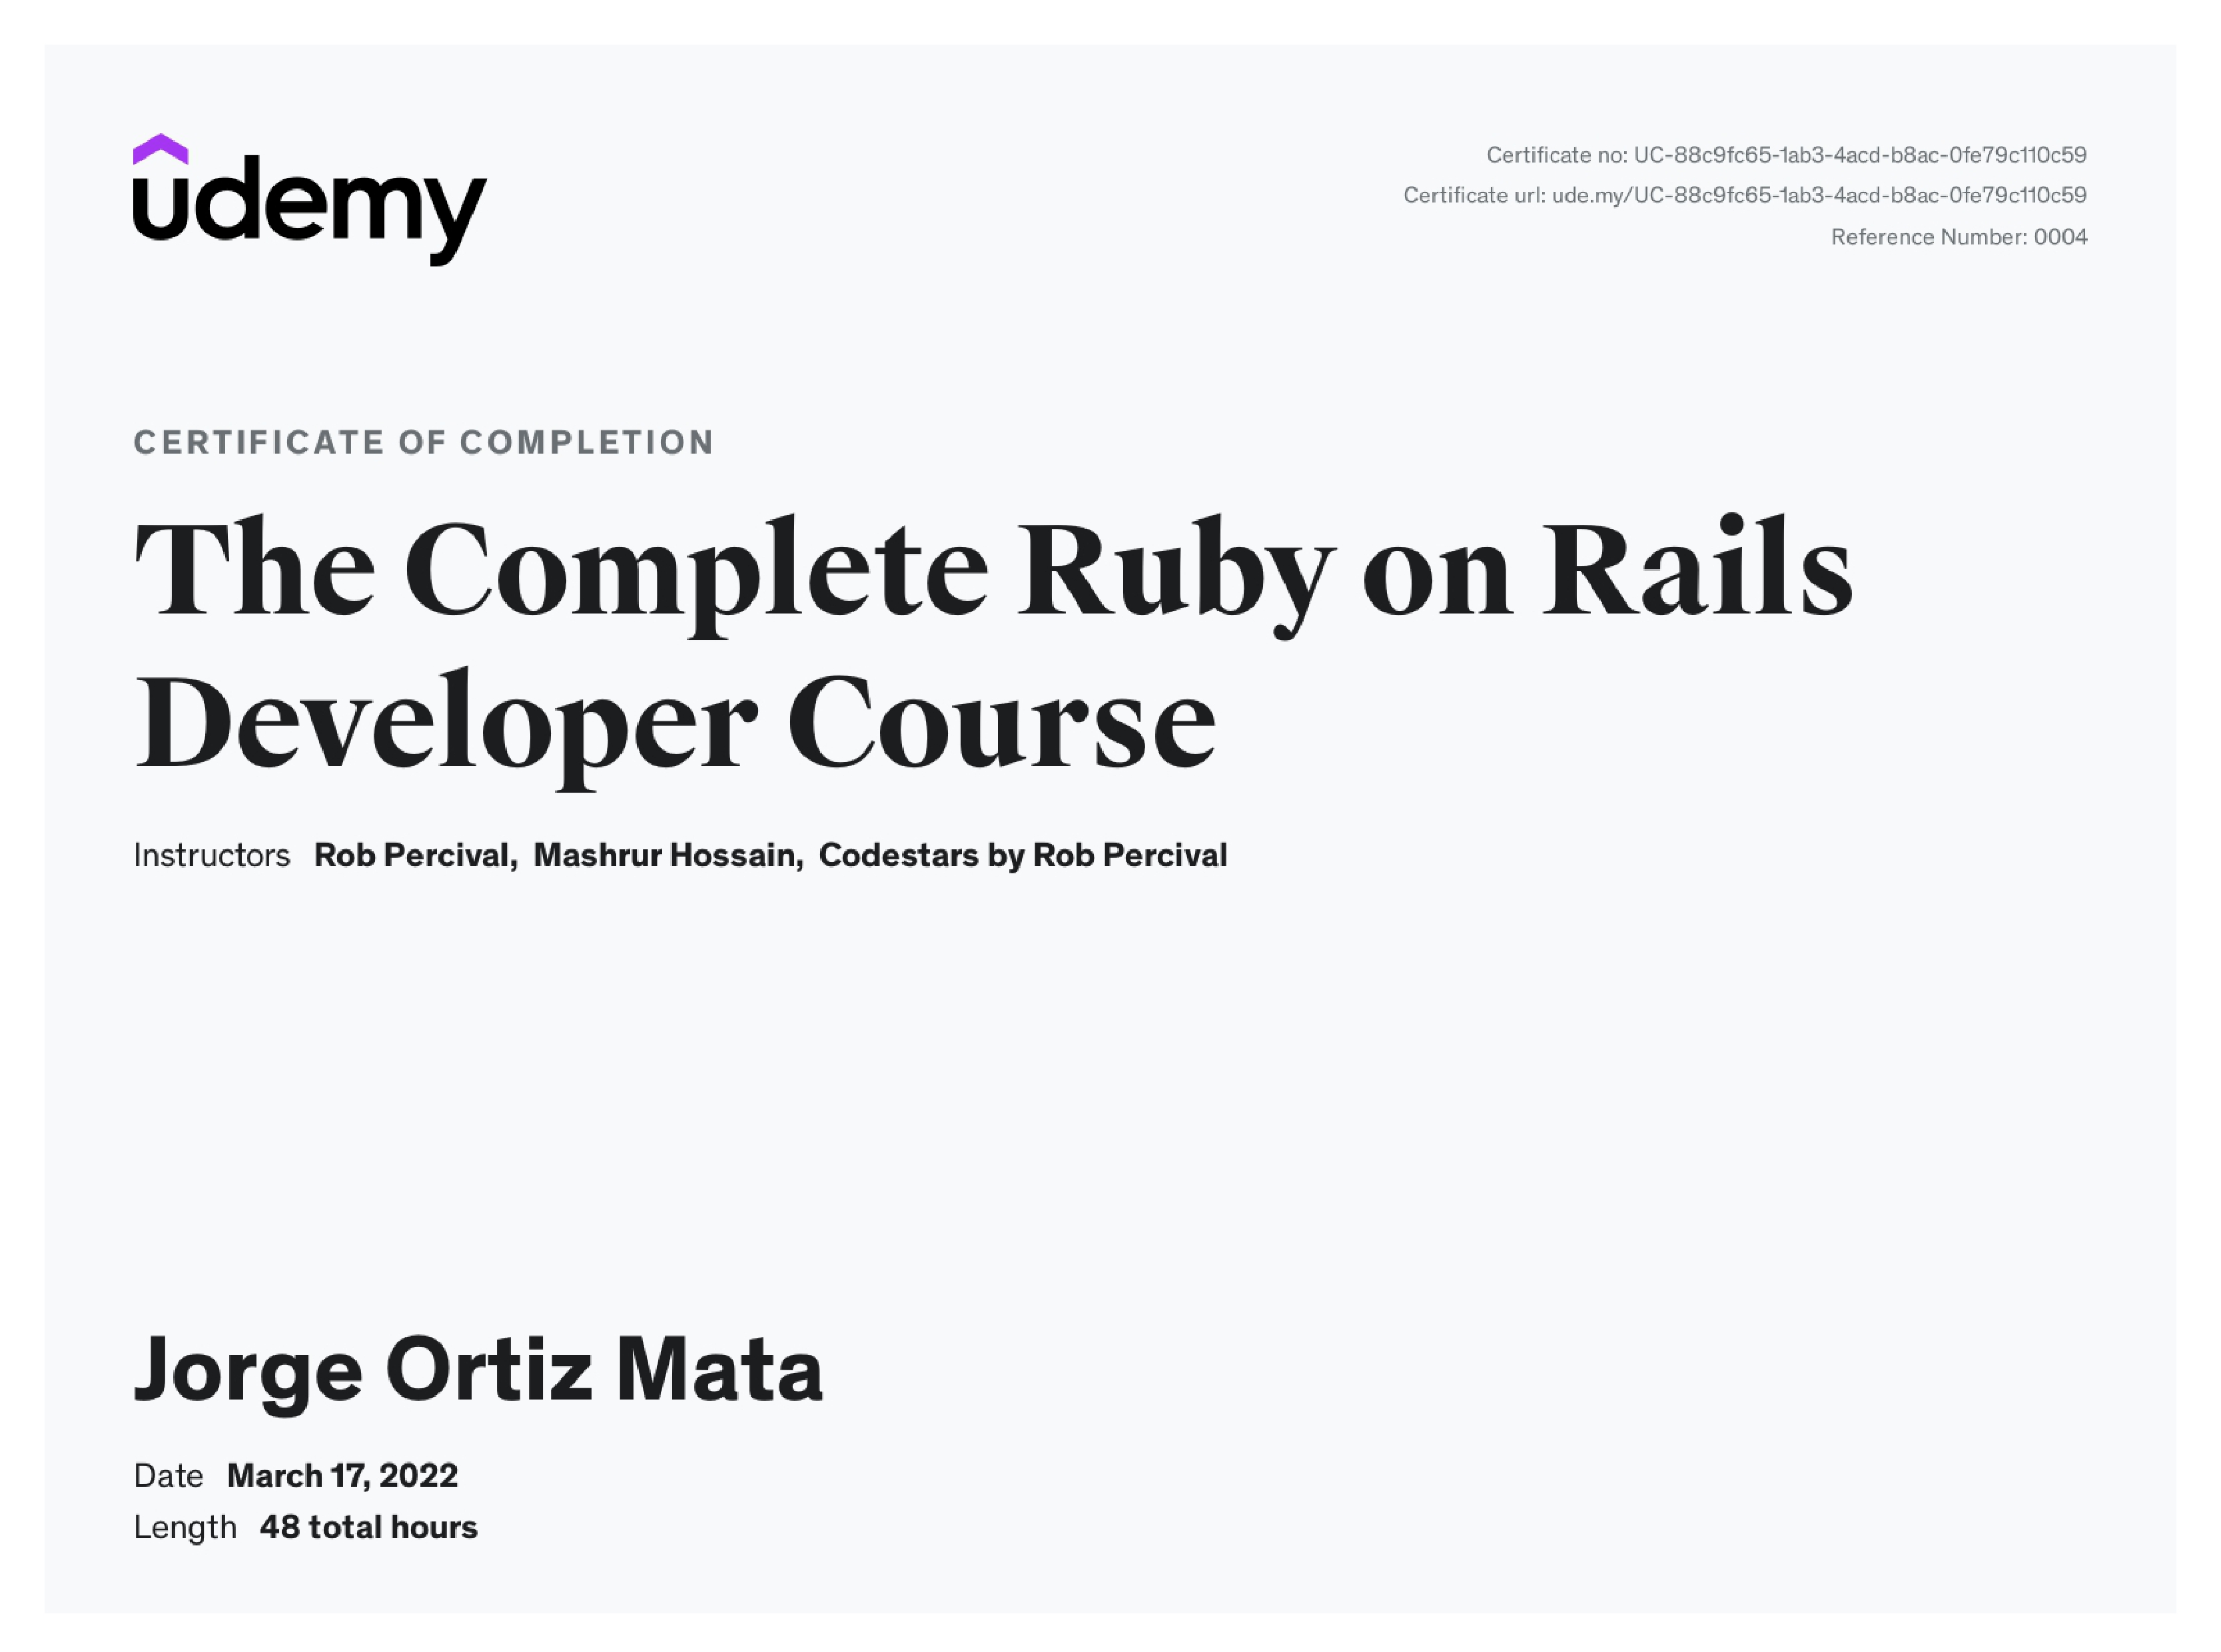 udemy
Certificate no: UC-88c9fc65-1ab3-4acd-b8ac-0fe79c110c59
Certificate url: ude.my/UC-88c9fc65-1ab3-4acd-b8ac-0fe79c110c59
Reference Number: 0004
CERTIFICATE OF COMPLETION
The Complete Ruby on Rails
Developer Course
Instructors Rob Percival, Mashrur Hossain, Codestars by Rob Percival
Jorge Ortiz Mata
Date March 17, 2022
Length 48 total hours